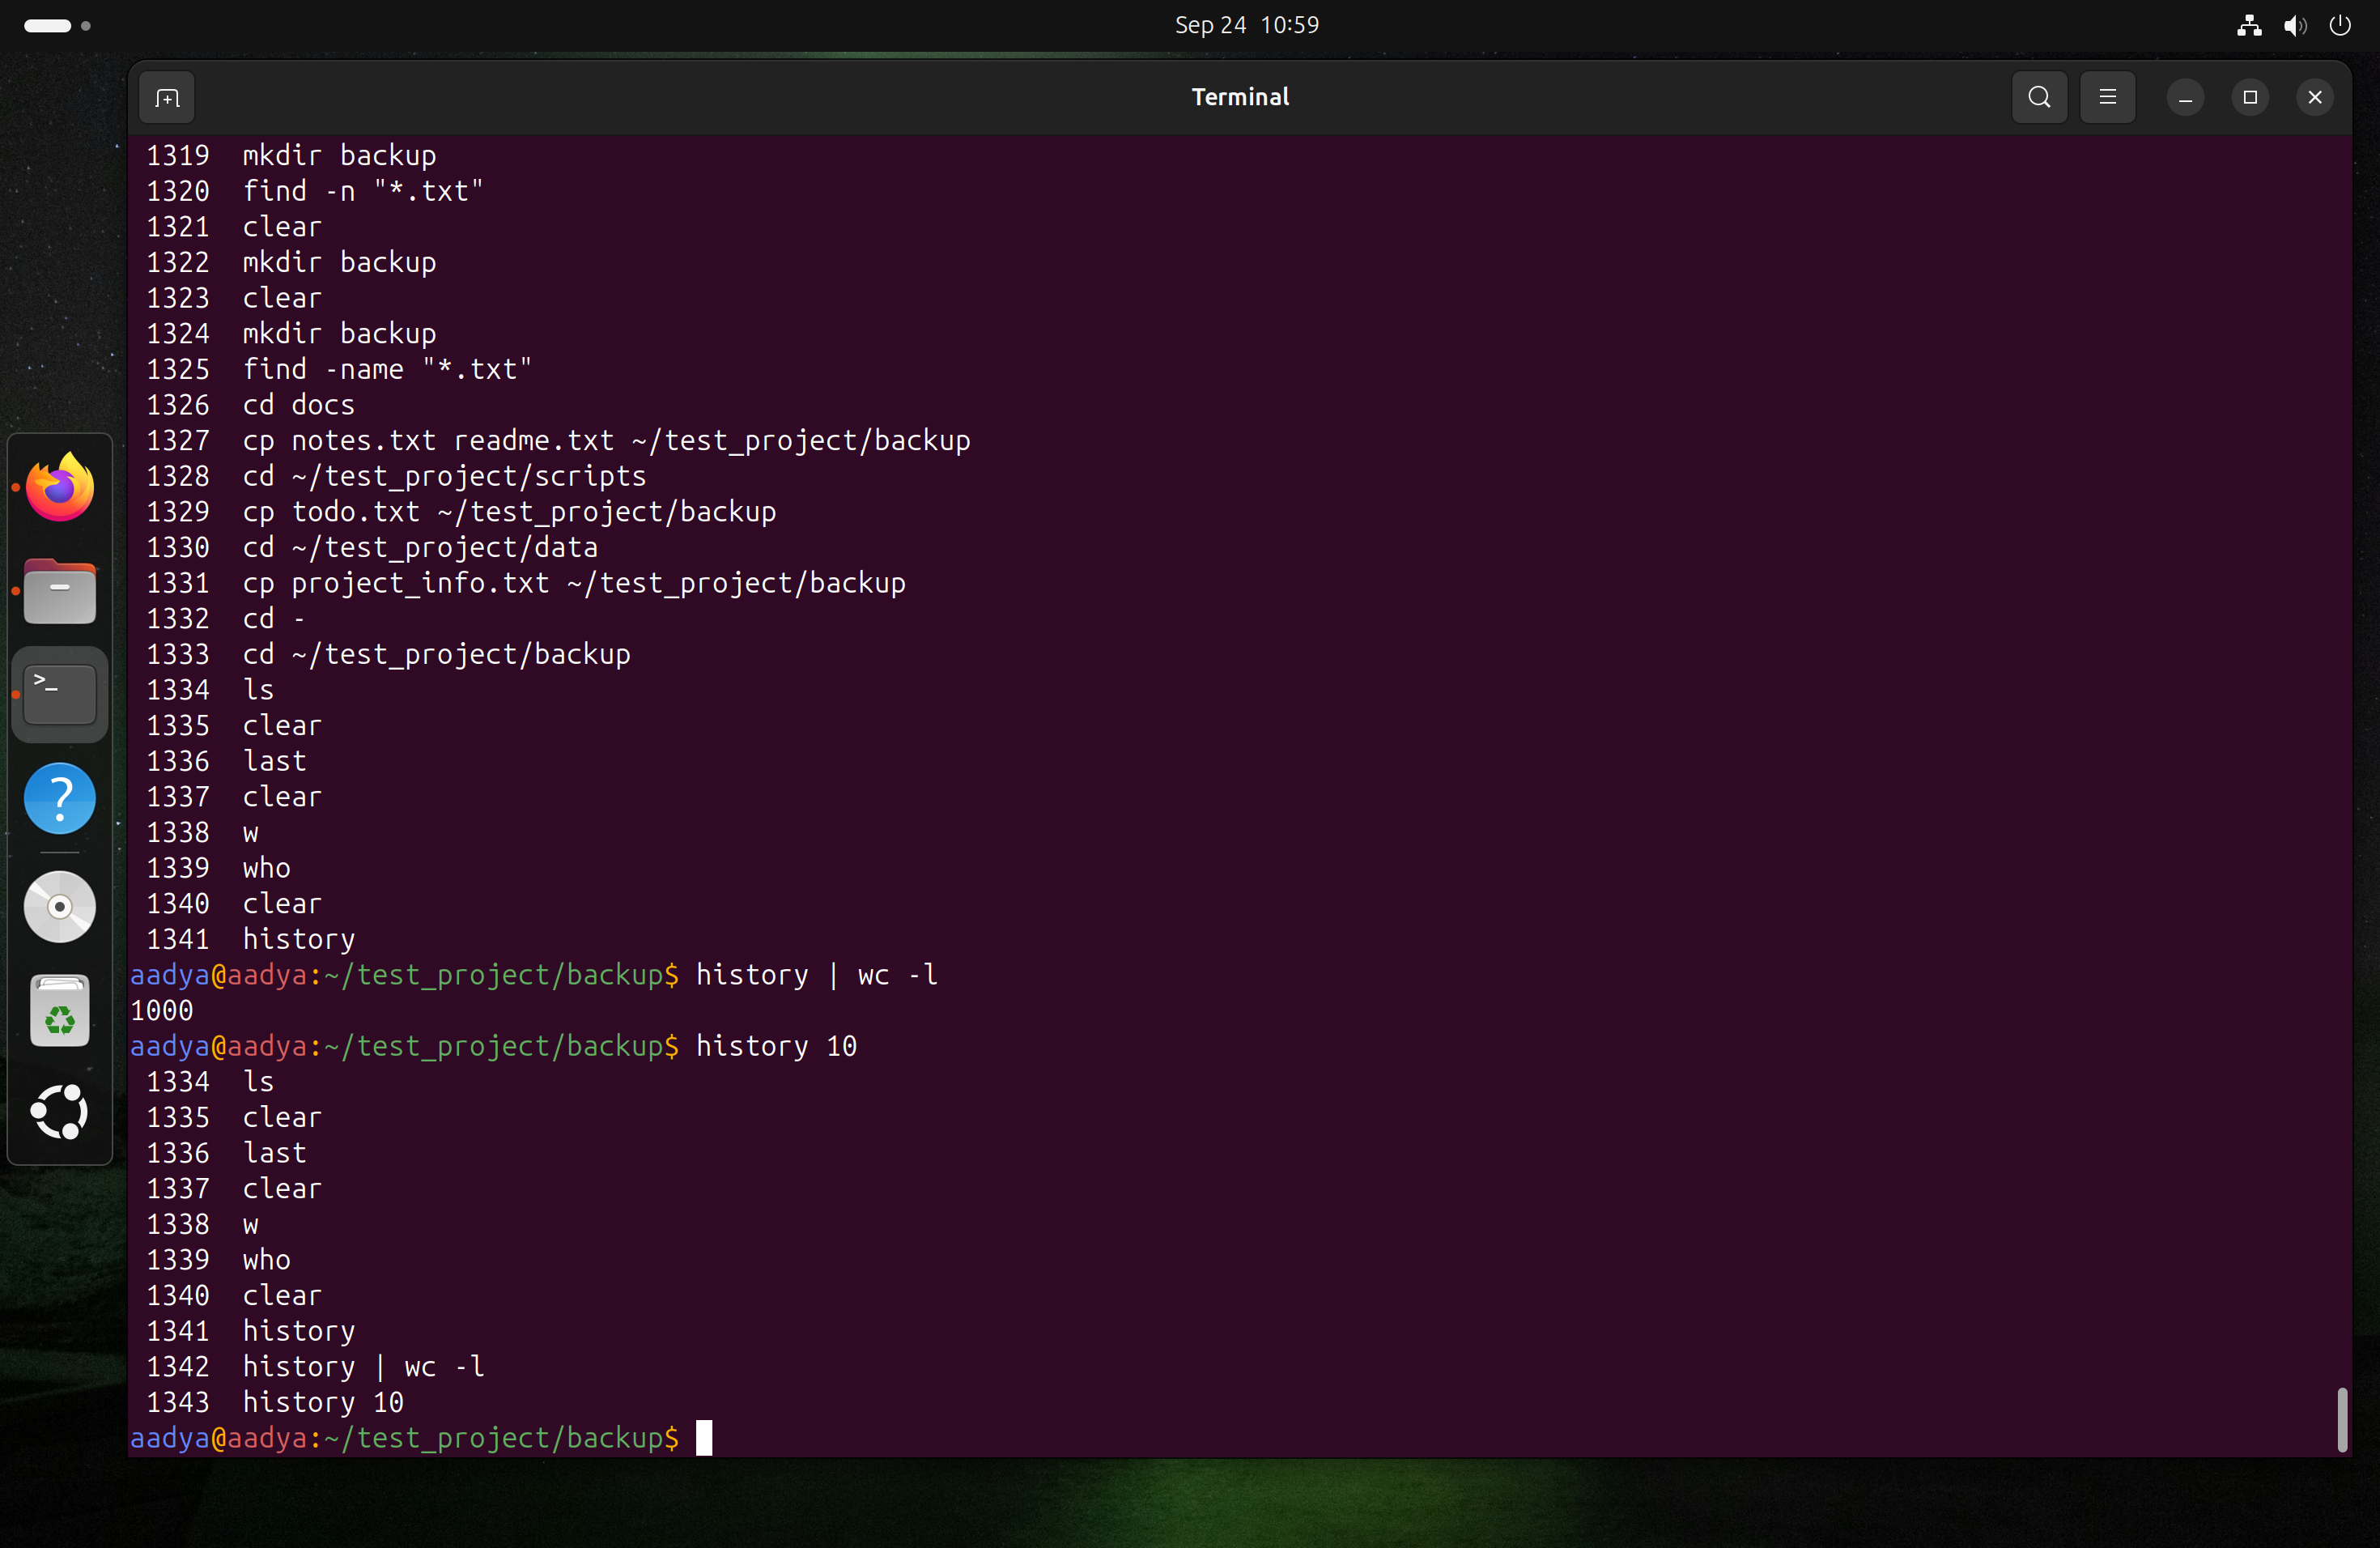 Sep 24 10:59
Terminal
1319 mkdir backup
1320 find -n "*.txt"
1321 clear
1322 mkdir backup
1323 clear
1324 mkdir backup
1325 find -name "*.txt"
1326 cd docs
1327 cp notes.txt readme.txt ~/test_project/backup
1328 cd ~/test_project/scripts
1329 cp todo.txt ~/test_project/backup
1330 cd ~/test_project/data
1331 cp project_info.txt ~/test_project/backup
1332 cd -
1333 cd ~/test_project/backup
1334 ls
1335 clear
1336 last
1337 clear
1338 w
1339 who
1340 clear
1341 history
aadya@aadya:~/test_project/backup$ history | wc -l
1000
aadya@aadya:~/test_project/backup$ history 10
1334 ls
1335 clear
1336 last
1337 clear
1338 w
1339 who
1340 clear
1341 history
1342 history | wc -l
1343 history 10
aadya@aadya:~/test_project/backup$